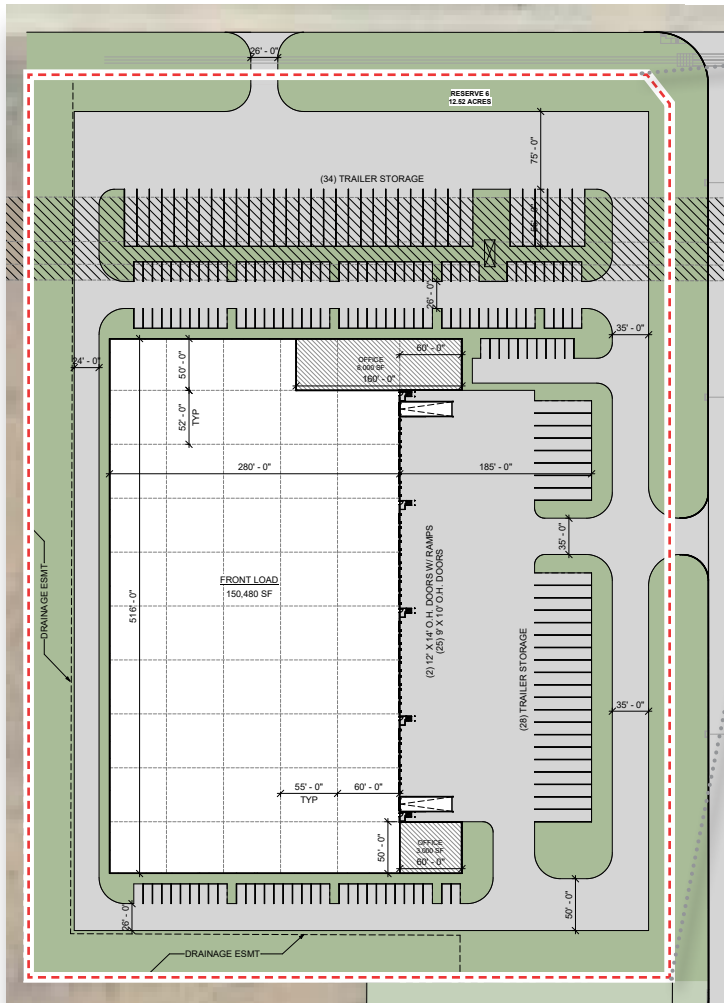 26' - 0"
RESERVE 6
12.52 ACRES
75' - 0"
(34) TRAILER STORAGE
26' - 0"
35' - 0"
24' - 0"
50' - 0"
OFFICE
8,000 SF
60' - 0"
160' - 0"
52' - 0"
TYP
280' - 0"
185' - 0"
35' - 0"
(2) 12' X 14' O.H. DOORS W/ RAMPS
(25) 9' X 10' O.H. DOORS
FRONT LOAD
150,480 SF
516' - 0"
DRAINAGE ESMT
(28) TRAILER STORAGE
35' - 0"
55' - 0"
TYP
60' - 0"
50' - 0"
OFFICE
3,000 SF
60' - 0"
26' - 0"
50' - 0"
DRAINAGE ESMT